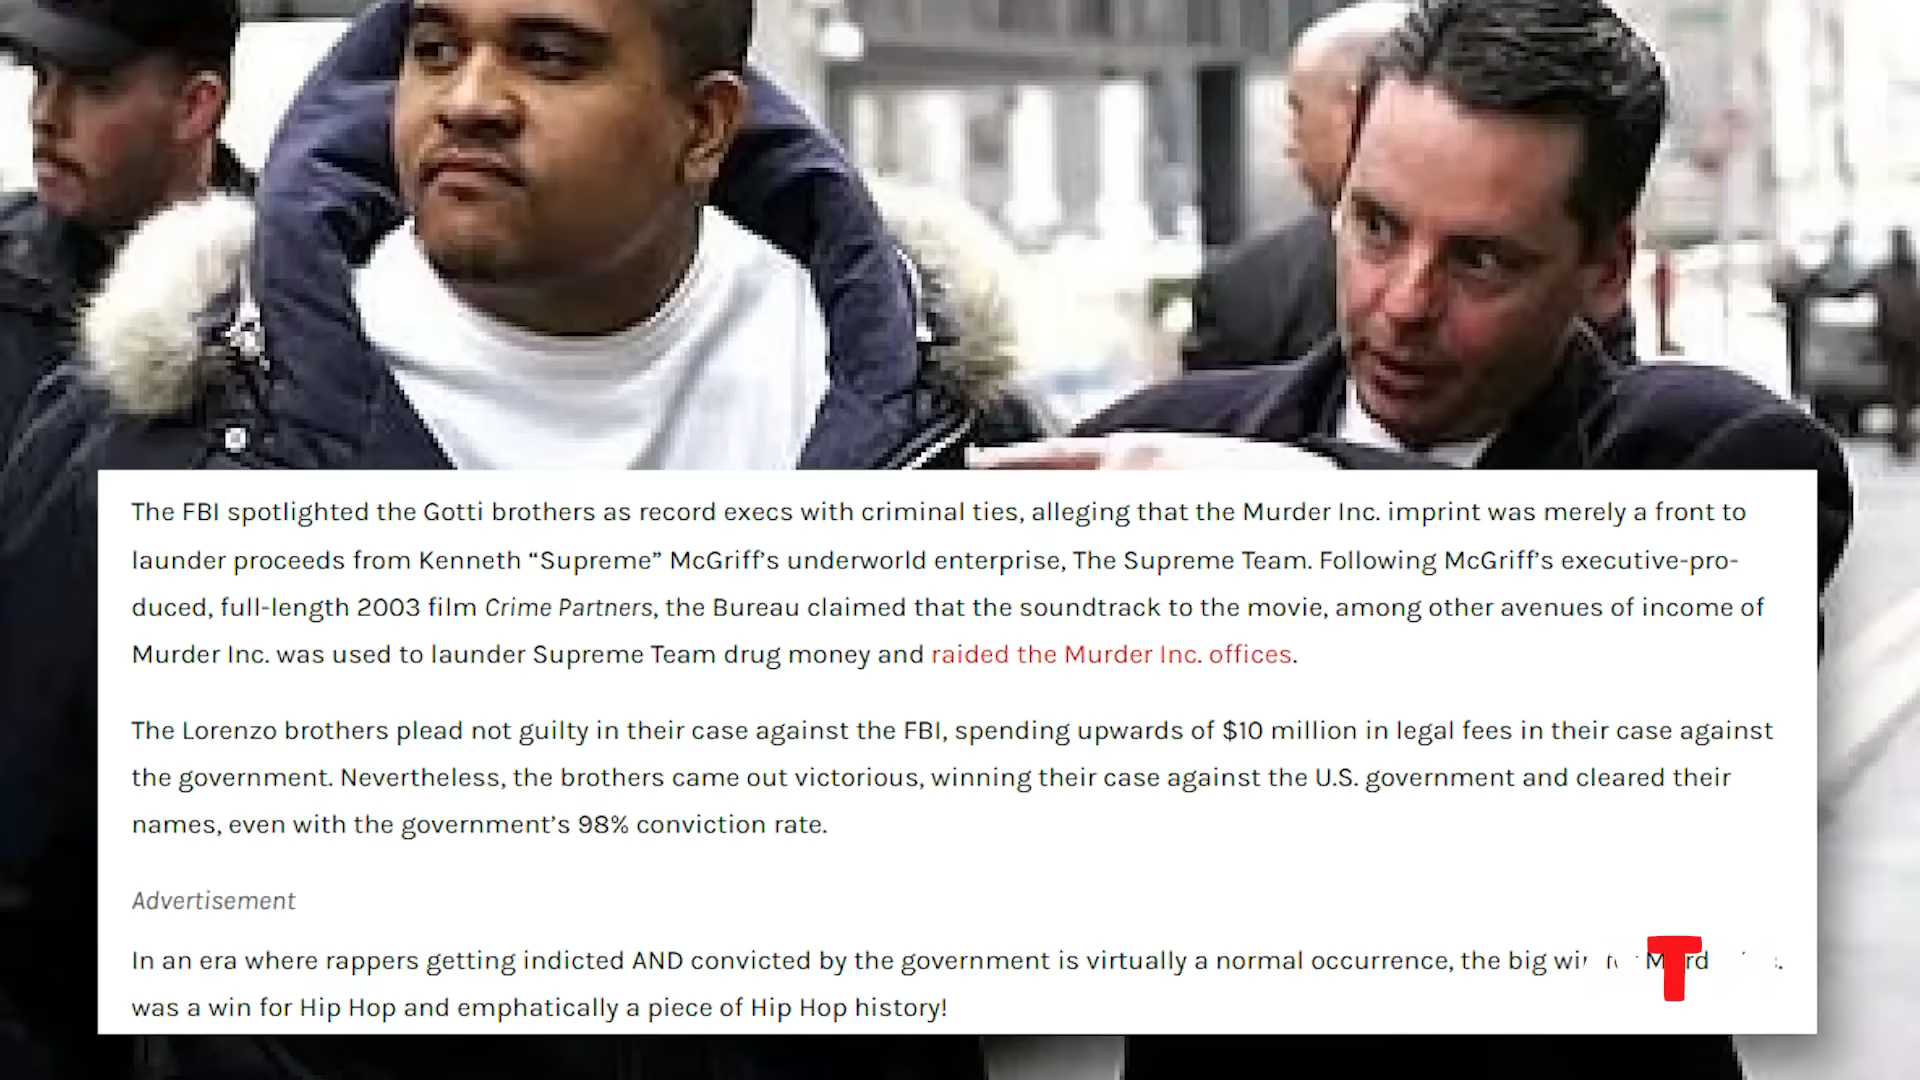 The FBI spotlighted the Gotti brothers as record execs with criminal ties, alleging that the Murder Inc. imprint was merely a front to
launder proceeds from Kenneth “Supreme” McGriff’s underworld enterprise, The Supreme Team. Following McGriff’s executive-pro-
duced, full-length 2003 film Crime Partners, the Bureau claimed that the soundtrack to the movie, among other avenues of income of
Murder Inc. was used to launder Supreme Team drug money and raided the Murder Inc. offices.
The Lorenzo brothers plead not guilty in their case against the FBI, spending upwards of $10 million in legal fees in their case against
the government. Nevertheless, the brothers came out victorious, winning their case against the U.S. government and cleared their
names, even with the government’s 98% conviction rate.
Advertisement
In an era where rappers getting indicted AND convicted by the government is virtually a normal occurrence, the big
was a win for Hip Hop and emphatically a piece of Hip Hop history!
T